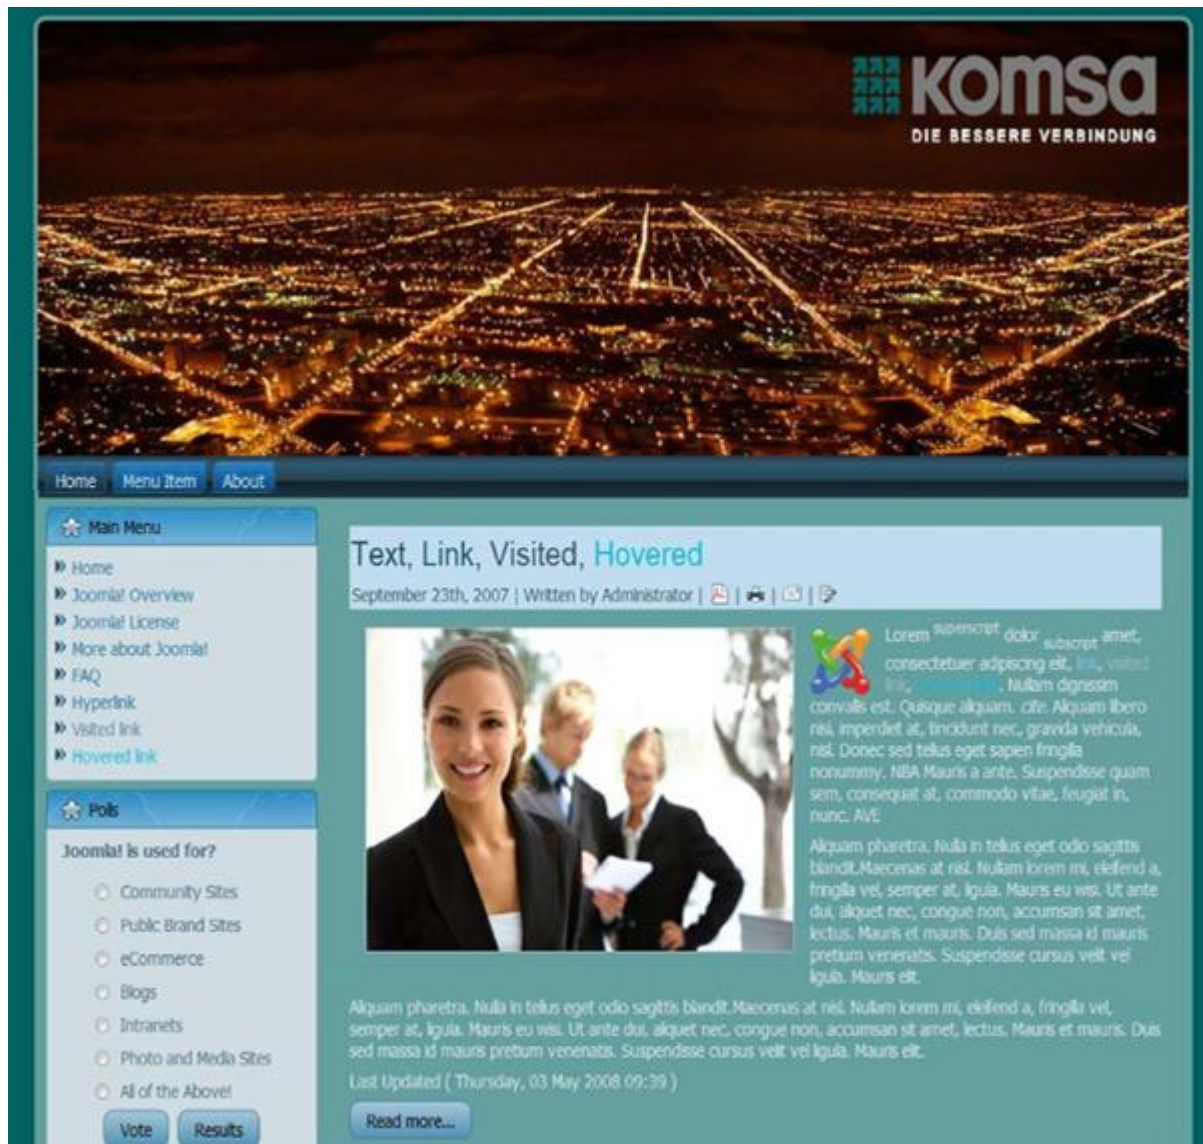 KOMSA
DIE BESSERE VERBINDUNG
Home Menu Item About
Main Menu
Home
Joomla! Overview
Joomla! License
More about Joomla!
FAQ
Hyperlink
Visited link
Hovered link
Polls
Joomla! is used for?
Community Sites
Public Brand Sites
eCommerce
Blogs
Intranets
Photo and Media Sites
All of the Above!
Vote Results
Text, Link, Visited, Hovered
September 23th, 2007 | Written by Administrator | | | |
Lorem superscript dolor subscript amet,
consectetuer adipiscing elit, link, visited
link, . Nullam dignissim
convallis est. Quisque aliquam. cite. Aliquam libero
nisi, imperdiet at, tincidunt nec, gravida vehicula,
nisl. Donec sed tellus eget sapien fringilla
nonummy. NBA Mauris a ante. Suspendisse quam
sem, consequat at, commodo vitae, feugiat in,
nunc. AVE
Aliquam pharetra. Nulla in tellus eget odio sagittis
blandit.Maecenas at nisl. Nullam lorem mi, eleifend a,
fringilla vel, semper at, ligula. Mauris eu wisi. Ut ante
dui, aliquet nec, congue non, accumsan sit amet,
lectus. Mauris et mauris. Duis sed massa id mauris
pretium venenatis. Suspendisse cursus velit vel
ligula. Mauris elit.
Aliquam pharetra. Nulla in tellus eget odio sagittis blandit.Maecenas at nisl. Nullam lorem mi, eleifend a, fringilla vel,
semper at, ligula. Mauris eu wisi. Ut ante dui, aliquet nec, congue non, accumsan sit amet, lectus. Mauris et mauris. Duis
sed massa id mauris pretium venenatis. Suspendisse cursus velit vel ligula. Mauris elit.
Last Updated ( Thursday, 03 May 2008 09:39 )
Read more...